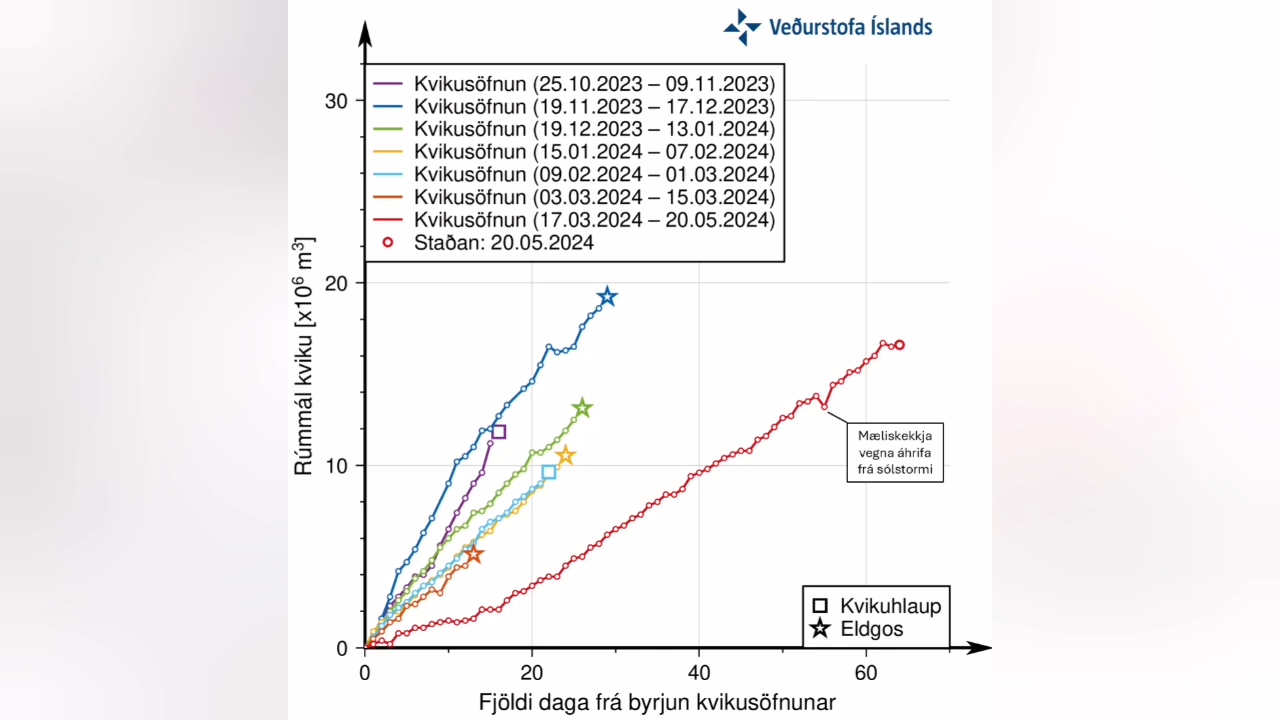 Veðurstofa Íslands
Kvikusöfnun (25.10.2023 – 09.11.2023)
Kvikusöfnun (19.11.2023 – 17.12.2023)
Kvikusöfnun (19.12.2023 – 13.01.2024)
Kvikusöfnun (15.01.2024 – 07.02.2024)
Kvikusöfnun (09.02.2024 – 01.03.2024)
Kvikusöfnun (03.03.2024 – 15.03.2024)
Kvikusöfnun (17.03.2024 – 20.05.2024)
Staðan: 20.05.2024
30
20
10
0
Rúmmál kviku [x10⁶ m³]
Mæliskekkja
vegna áhrifa
frá sólstormi
Kvikuhlaup
Eldgos
0 20 40 60
Fjöldi daga frá byrjun kvikusöfnunar